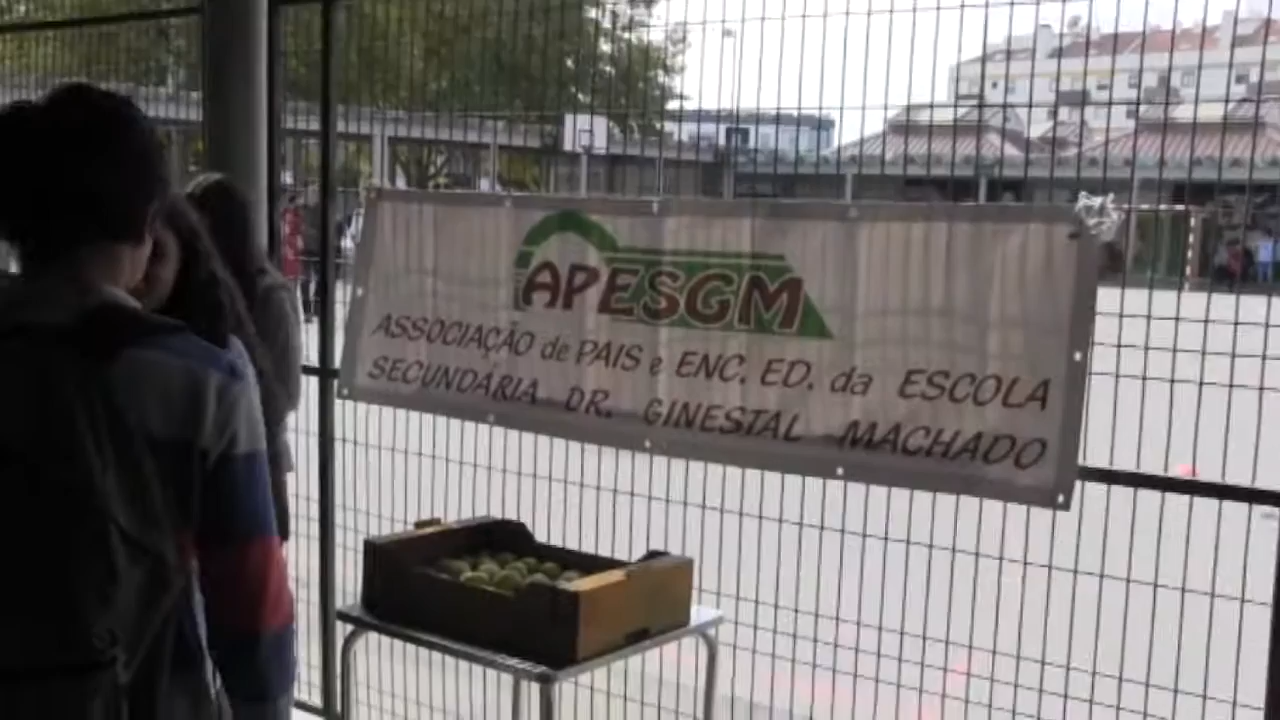 APESGM
ASSOCIAÇÃO de PAIS e ENC. ED. da ESCOLA
SECUNDÁRIA DR. GINESTAL MACHADO